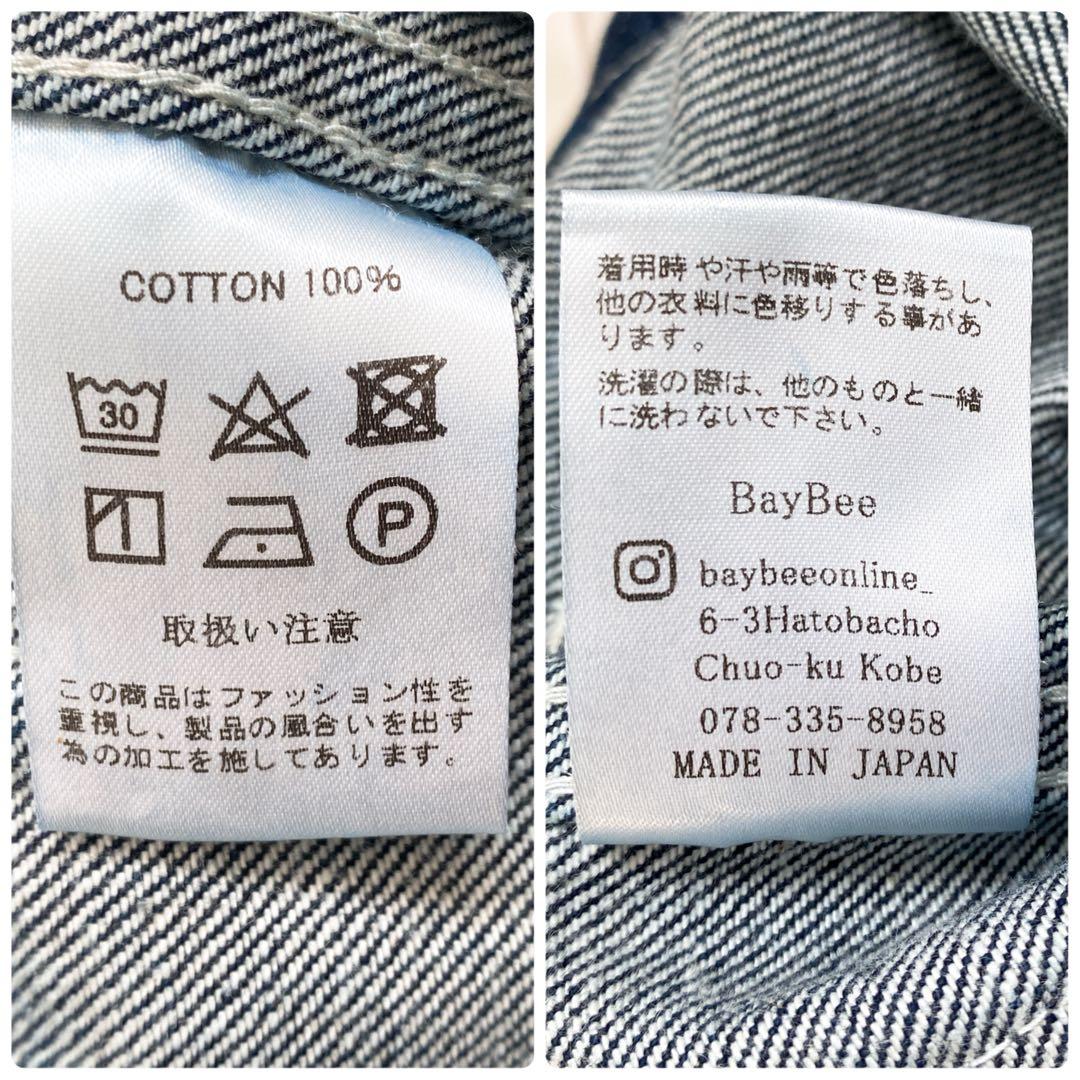 COTTON 100%
30
P
取扱い注意
この商品はファッション性を
重視し、製品の風合いを出す
為の加工を施してあります。
着用時や汗や雨等で色落ちし、
他の衣料に色移りする事があ
ります。
洗濯の際は、他のものと一緒
に洗わないで下さい。
BayBee
baybeeonline_
6-3Hatobacho
Chuo-ku Kobe
078-335-8958
MADE IN JAPAN